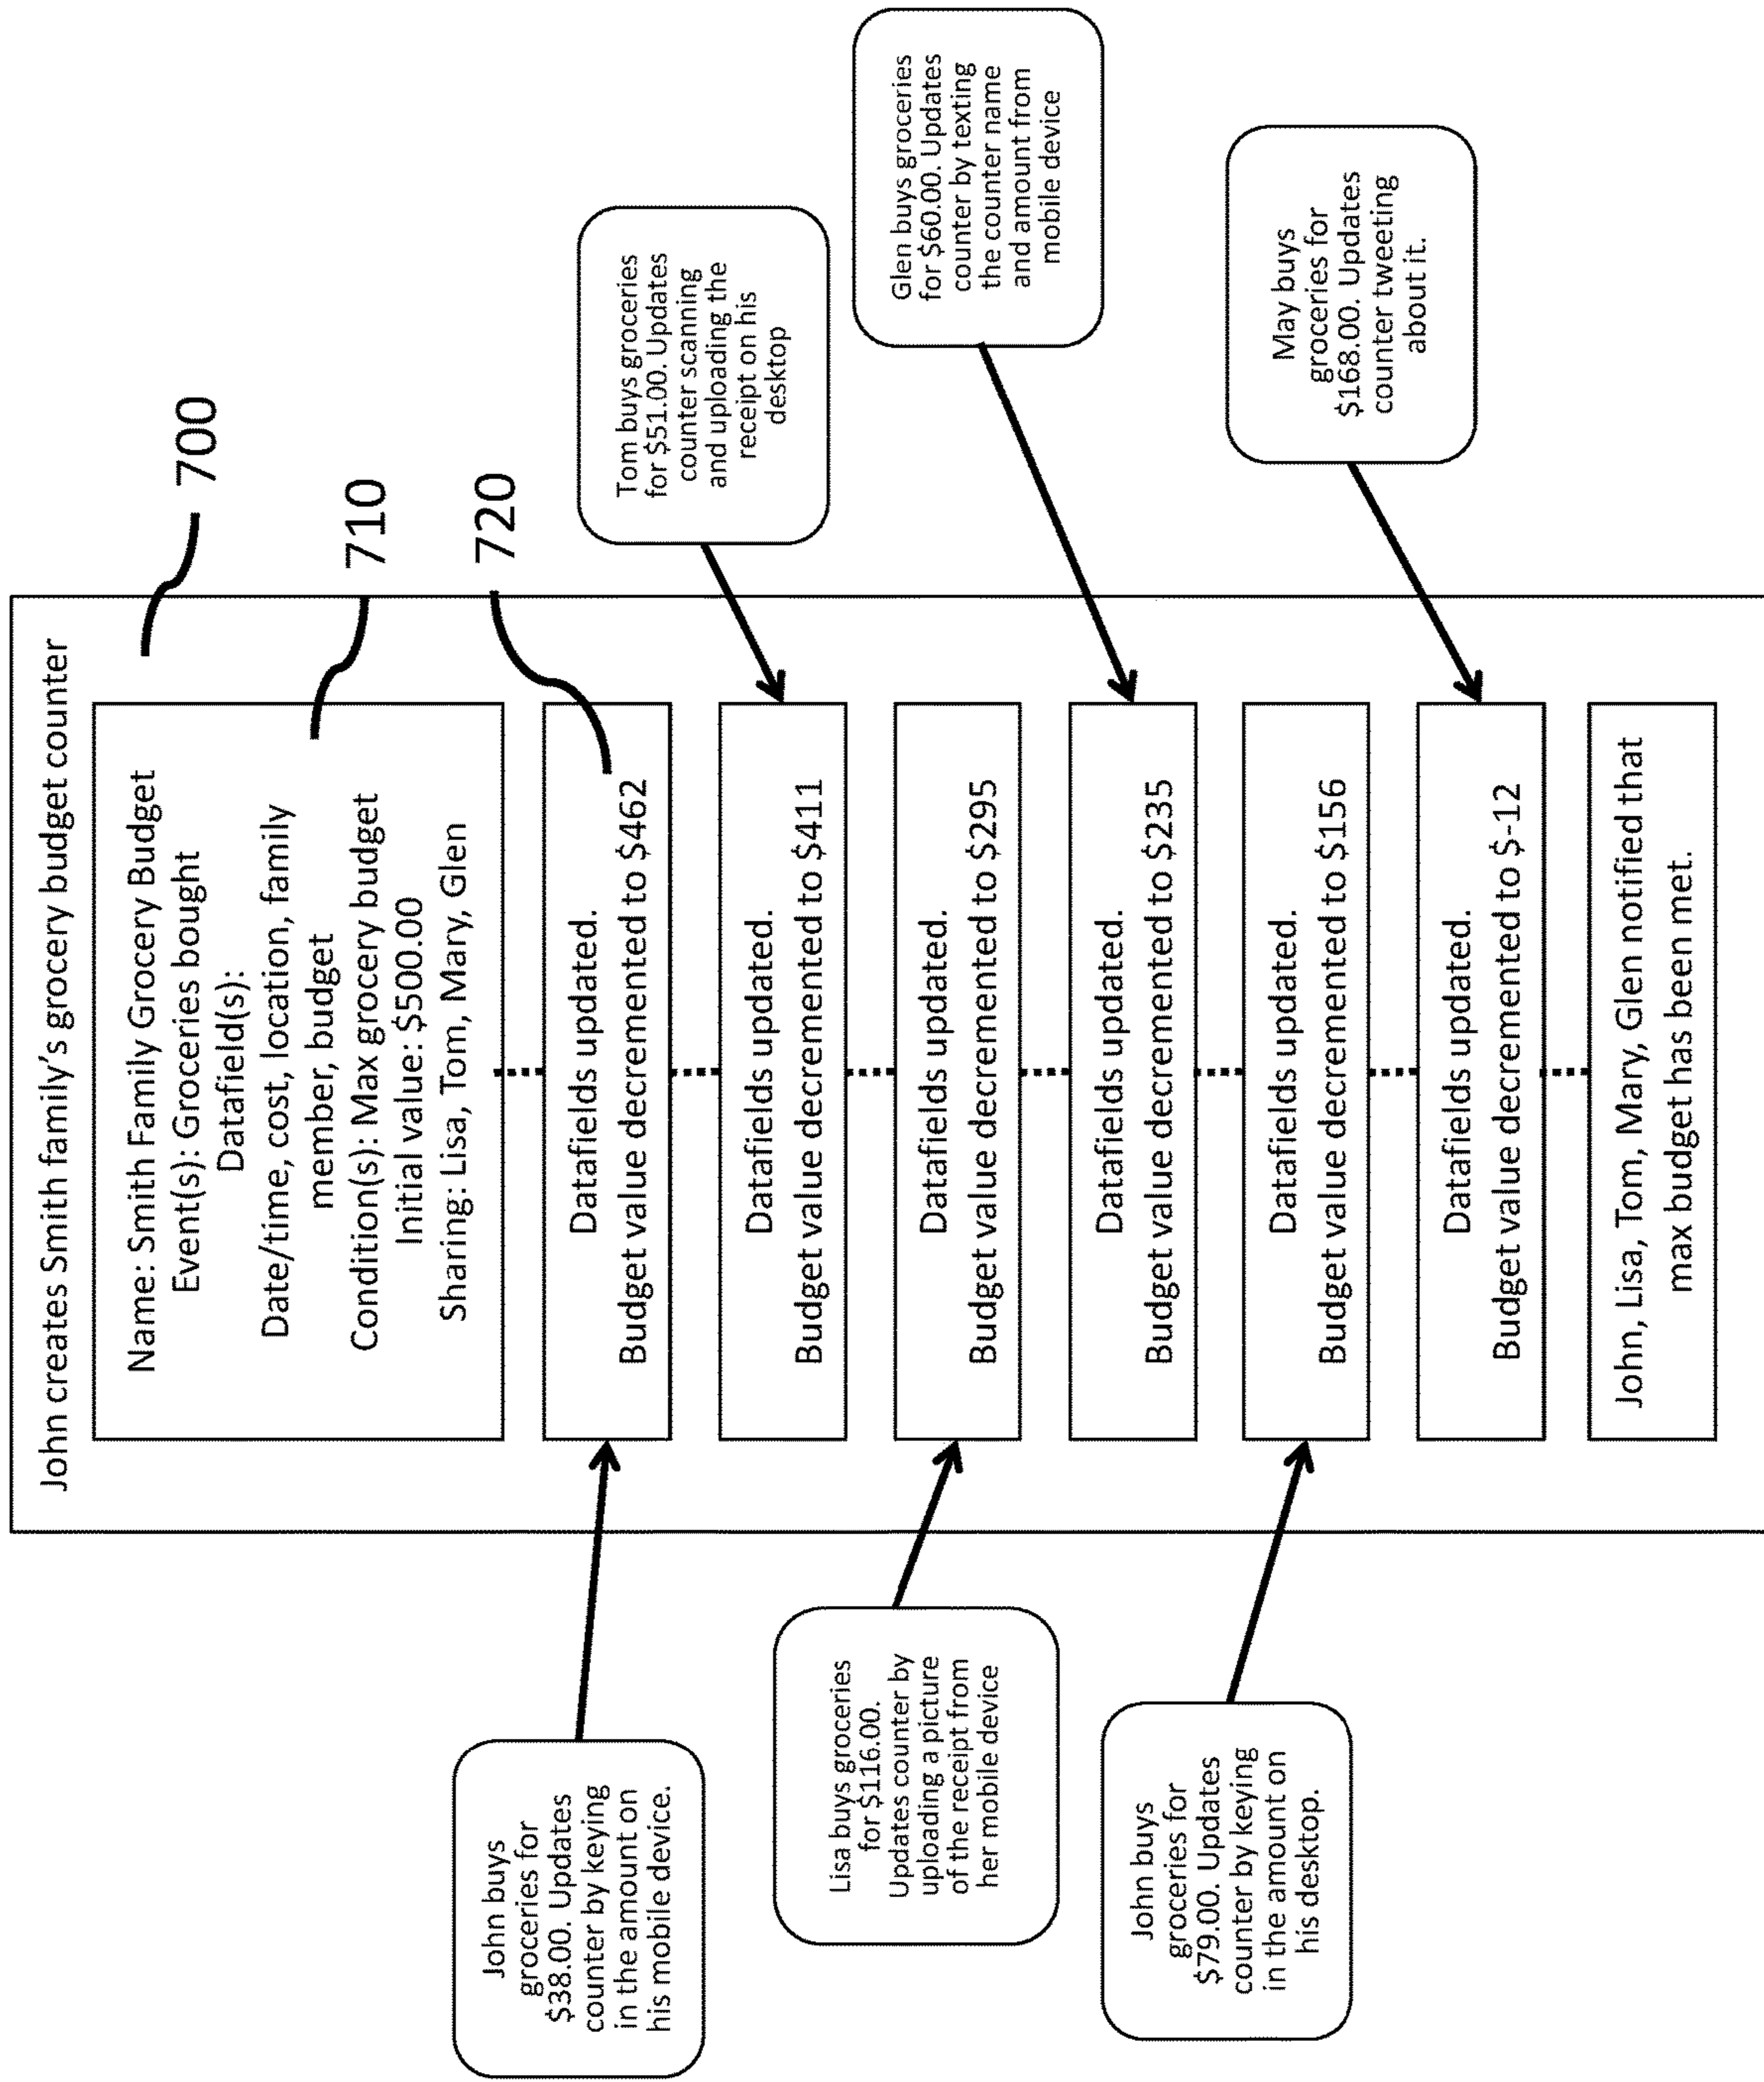 John creates Smith family's grocery budget counter
700
Name: Smith Family Grocery Budget
Event(s): Groceries bought
Datafield(s):
Date/time, cost, location, family
member, budget
Condition(s): Max grocery budget
Initial value: $500.00
Sharing: Lisa, Tom, Mary, Glen
710
John buys
groceries for
$38.00. Updates
counter by keying
in the amount on
his mobile device.
Datafields updated.
Budget value decremented to $462
720
Tom buys groceries
for $51.00. Updates
counter scanning
and uploading the
receipt on his
desktop
Datafields updated.
Budget value decremented to $411
Lisa buys groceries
for $116.00.
Updates counter by
uploading a picture
of the receipt from
her mobile device
Datafields updated.
Budget value decremented to $295
Glen buys groceries
for $60.00. Updates
counter by texting
the counter name
and amount from
mobile device
Datafields updated.
Budget value decremented to $235
John buys
groceries for
$79.00. Updates
counter by keying
in the amount on
his desktop.
Datafields updated.
Budget value decremented to $156
May buys
groceries for
$168.00. Updates
counter tweeting
about it.
Datafields updated.
Budget value decremented to $-12
John, Lisa, Tom, Mary, Glen notified that
max budget has been met.